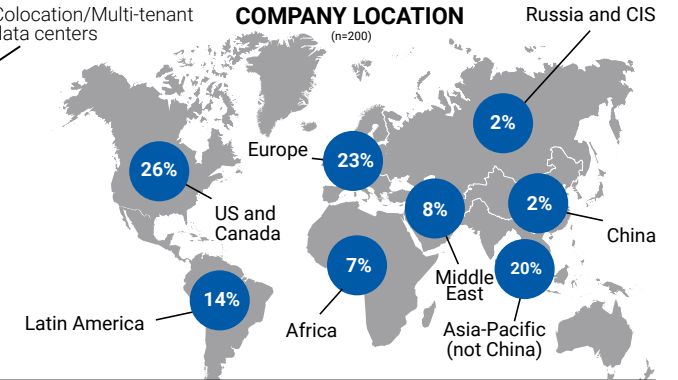 Colocation/Multi-tenant
data centers
COMPANY LOCATION
(n=200)
Russia and CIS
2%
Europe
23%
26%
US and
Canada
8%
2%
China
Middle
East
7%
20%
14%
Latin America
Africa
Asia-Pacific
(not China)